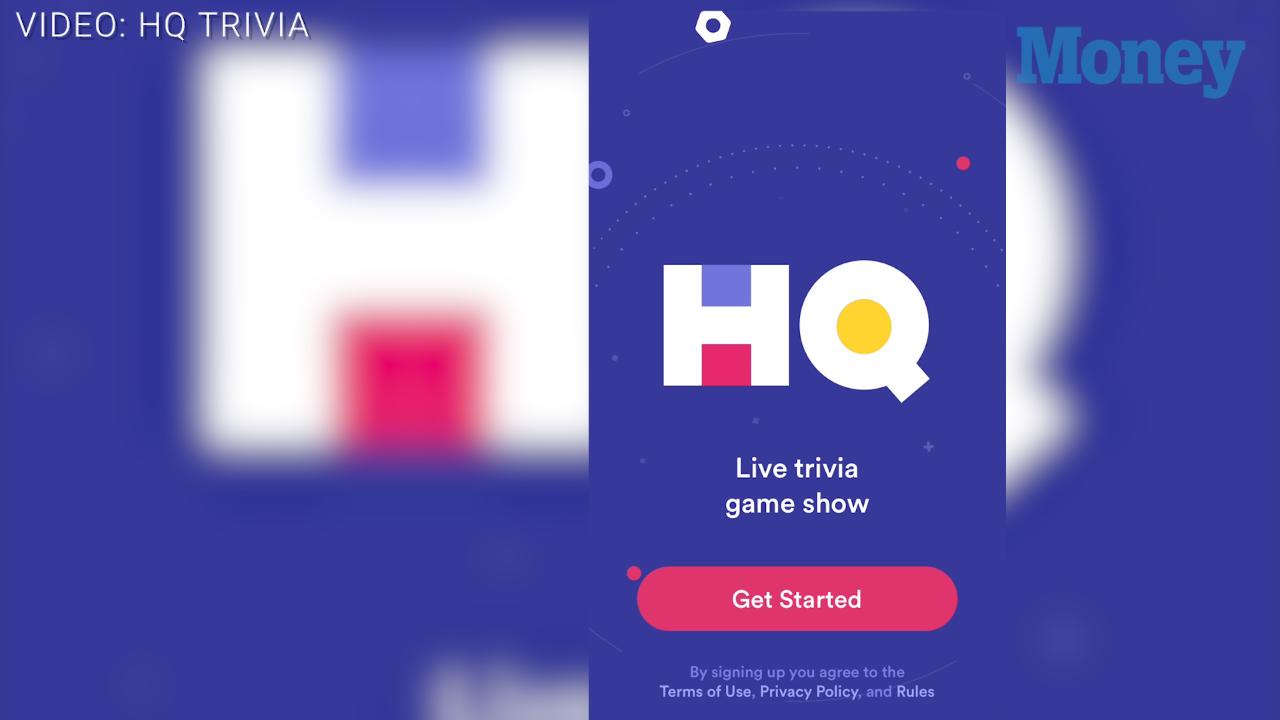 VIDEO: HQ TRIVIA
Money
HQ
Live trivia
game show
Get Started
By signing up you agree to the
Terms of Use, Privacy Policy, and Rules